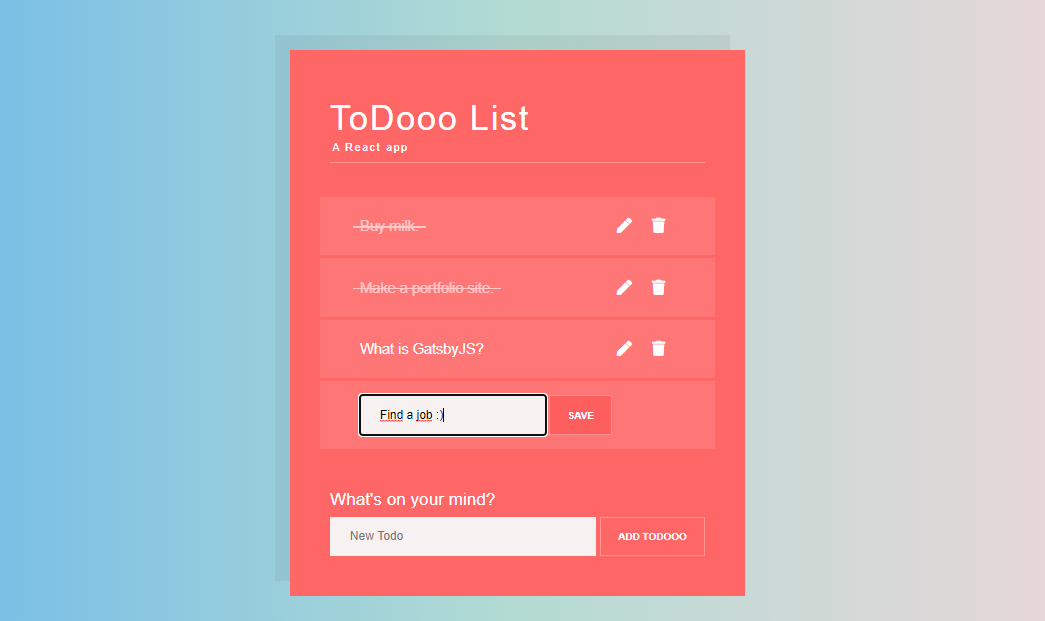 ToDooo List
A React app
Buy milk.
Make a portfolio site.
What is GatsbyJS?
Find a job :)
SAVE
What's on your mind?
New Todo
ADD TODOOO